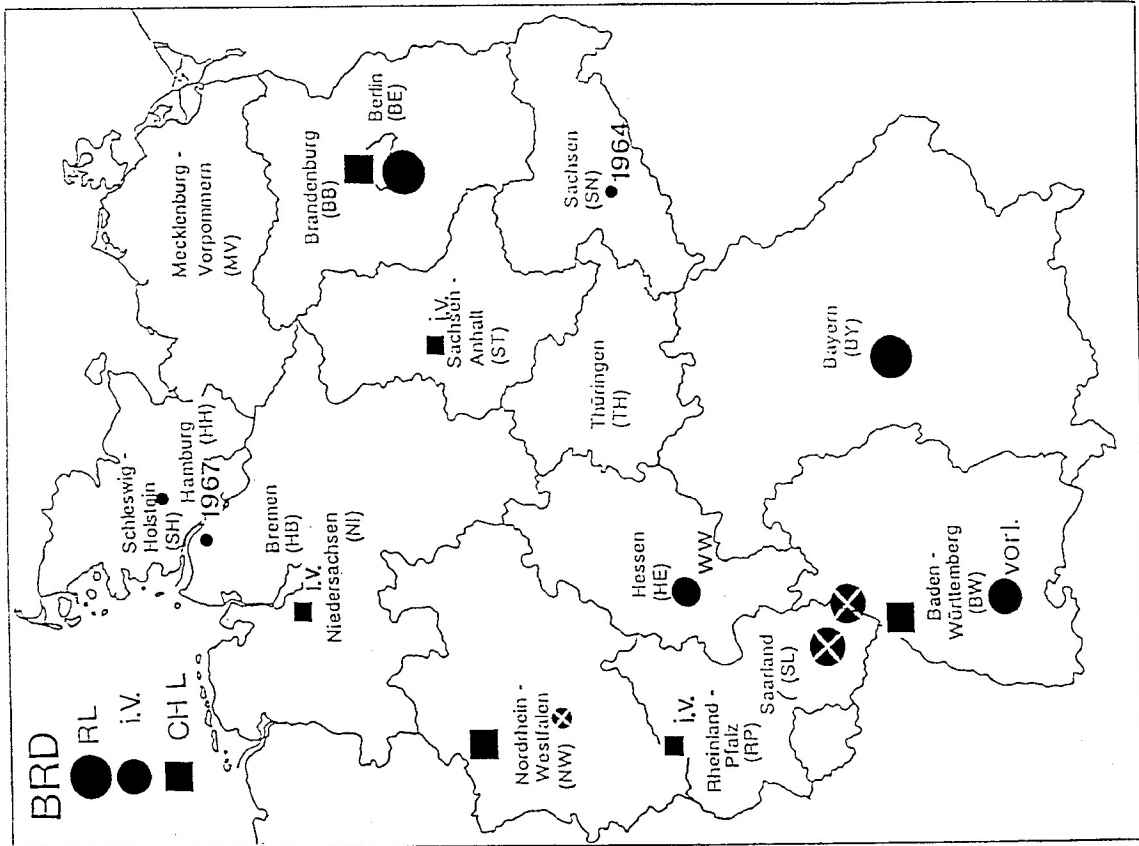 BRD
RL
i.V.
CH L
Schleswig -
Holstein
(SH)
Hamburg
(HH)
1967
Mecklenburg -
Vorpommern
(MV)
Bremen
(HB)
i.V.
Niedersachsen
(NI)
Brandenburg
(BB)
Berlin
(BE)
i.V.
Sachsen -
Anhalt
(ST)
Nordrhein -
Westfalen
(NW)
Hessen
(HE)
WW
Thüringen
(TH)
Sachsen
(SN)
1964
i.V.
Rheinland -
Pfalz
(RP)
Saarland
(SL)
Baden -
Württemberg
(BW)
vorl.
Bayern
(BY)